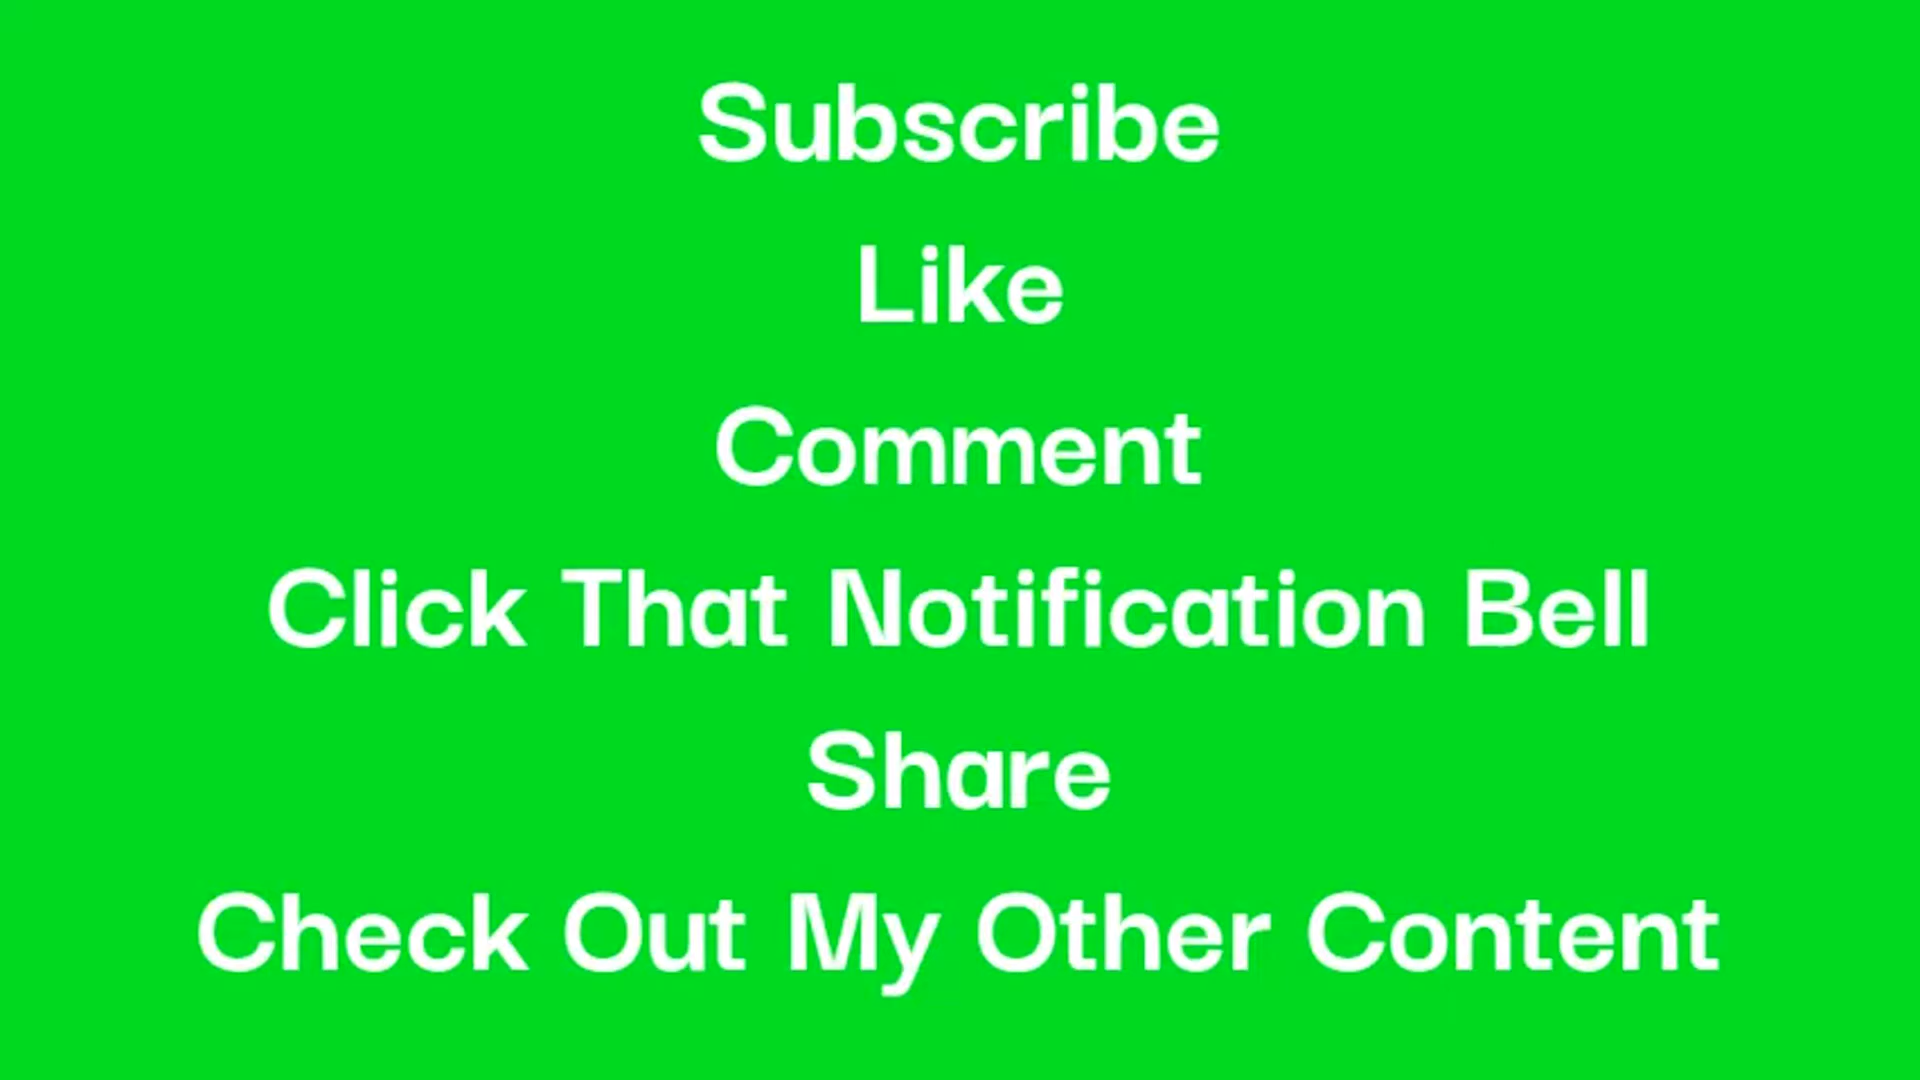 Subscribe
Like
Comment
Click That Notification Bell
Share
Check Out My Other Content